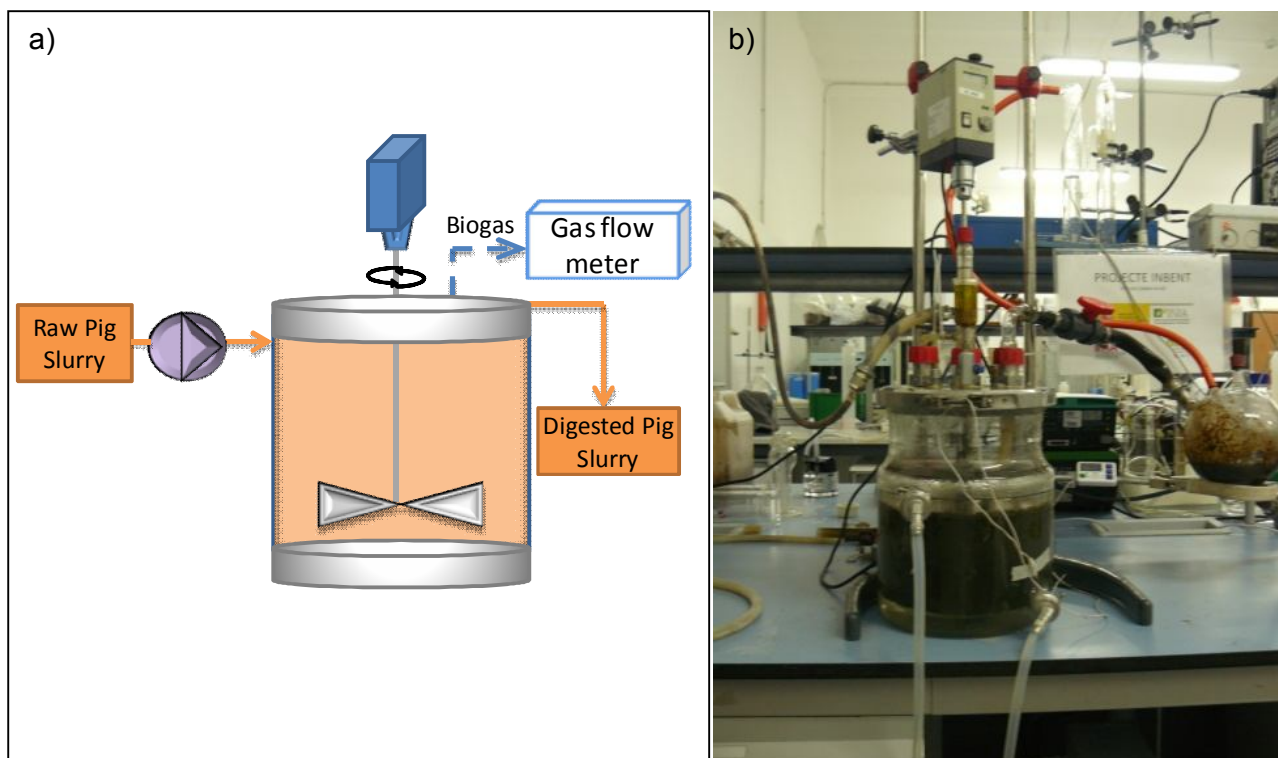 a)
Biogas
Gas flow
meter
Raw Pig
Slurry
Digested Pig
Slurry
b)
PROJECTE INBENT